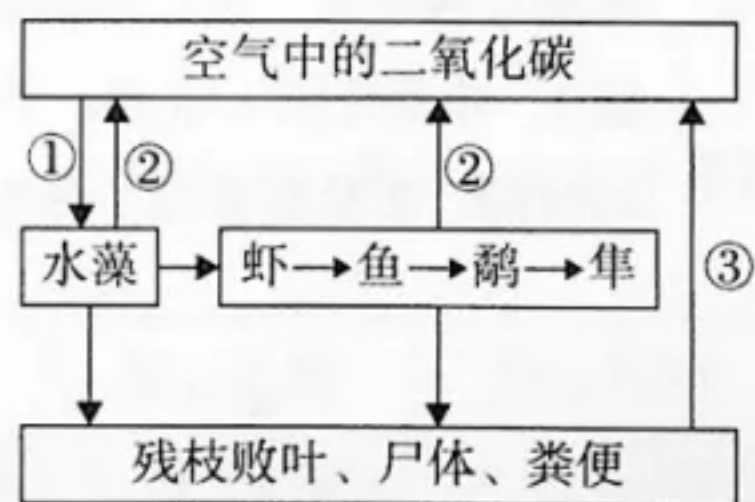 空气中的二氧化碳
① ② ②
水藻 虾 鱼 鹬 隼 ③
残枝败叶、尸体、粪便